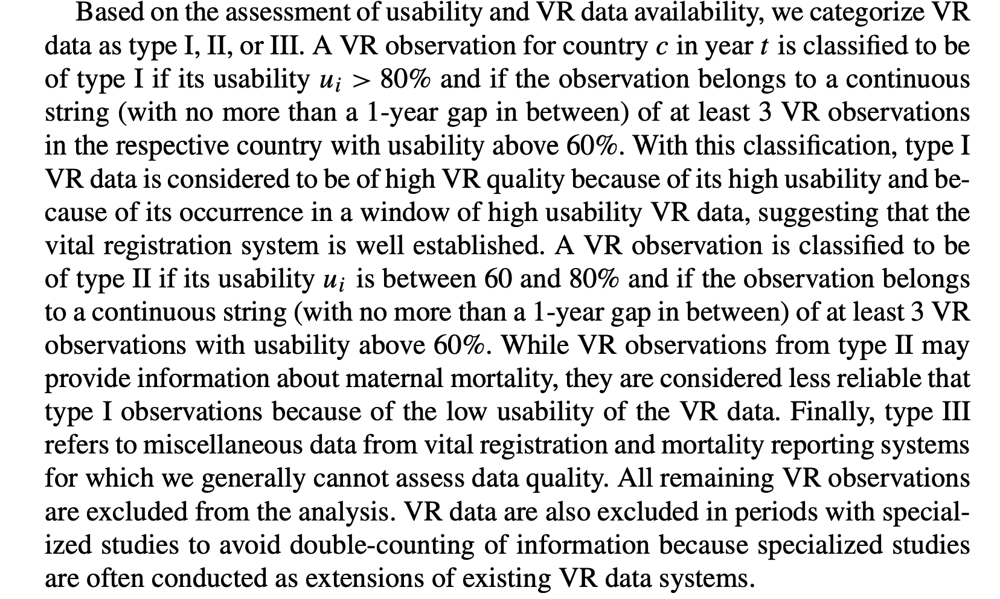 Based on the assessment of usability and VR data availability, we categorize VR
data as type I, II, or III. A VR observation for country c in year t is classified to be
of type I if its usability u_i > 80% and if the observation belongs to a continuous
string (with no more than a 1-year gap in between) of at least 3 VR observations
in the respective country with usability above 60%. With this classification, type I
VR data is considered to be of high VR quality because of its high usability and be-
cause of its occurrence in a window of high usability VR data, suggesting that the
vital registration system is well established. A VR observation is classified to be
of type II if its usability u_i is between 60 and 80% and if the observation belongs
to a continuous string (with no more than a 1-year gap in between) of at least 3 VR
observations with usability above 60%. While VR observations from type II may
provide information about maternal mortality, they are considered less reliable that
type I observations because of the low usability of the VR data. Finally, type III
refers to miscellaneous data from vital registration and mortality reporting systems
for which we generally cannot assess data quality. All remaining VR observations
are excluded from the analysis. VR data are also excluded in periods with special-
ized studies to avoid double-counting of information because specialized studies
are often conducted as extensions of existing VR data systems.